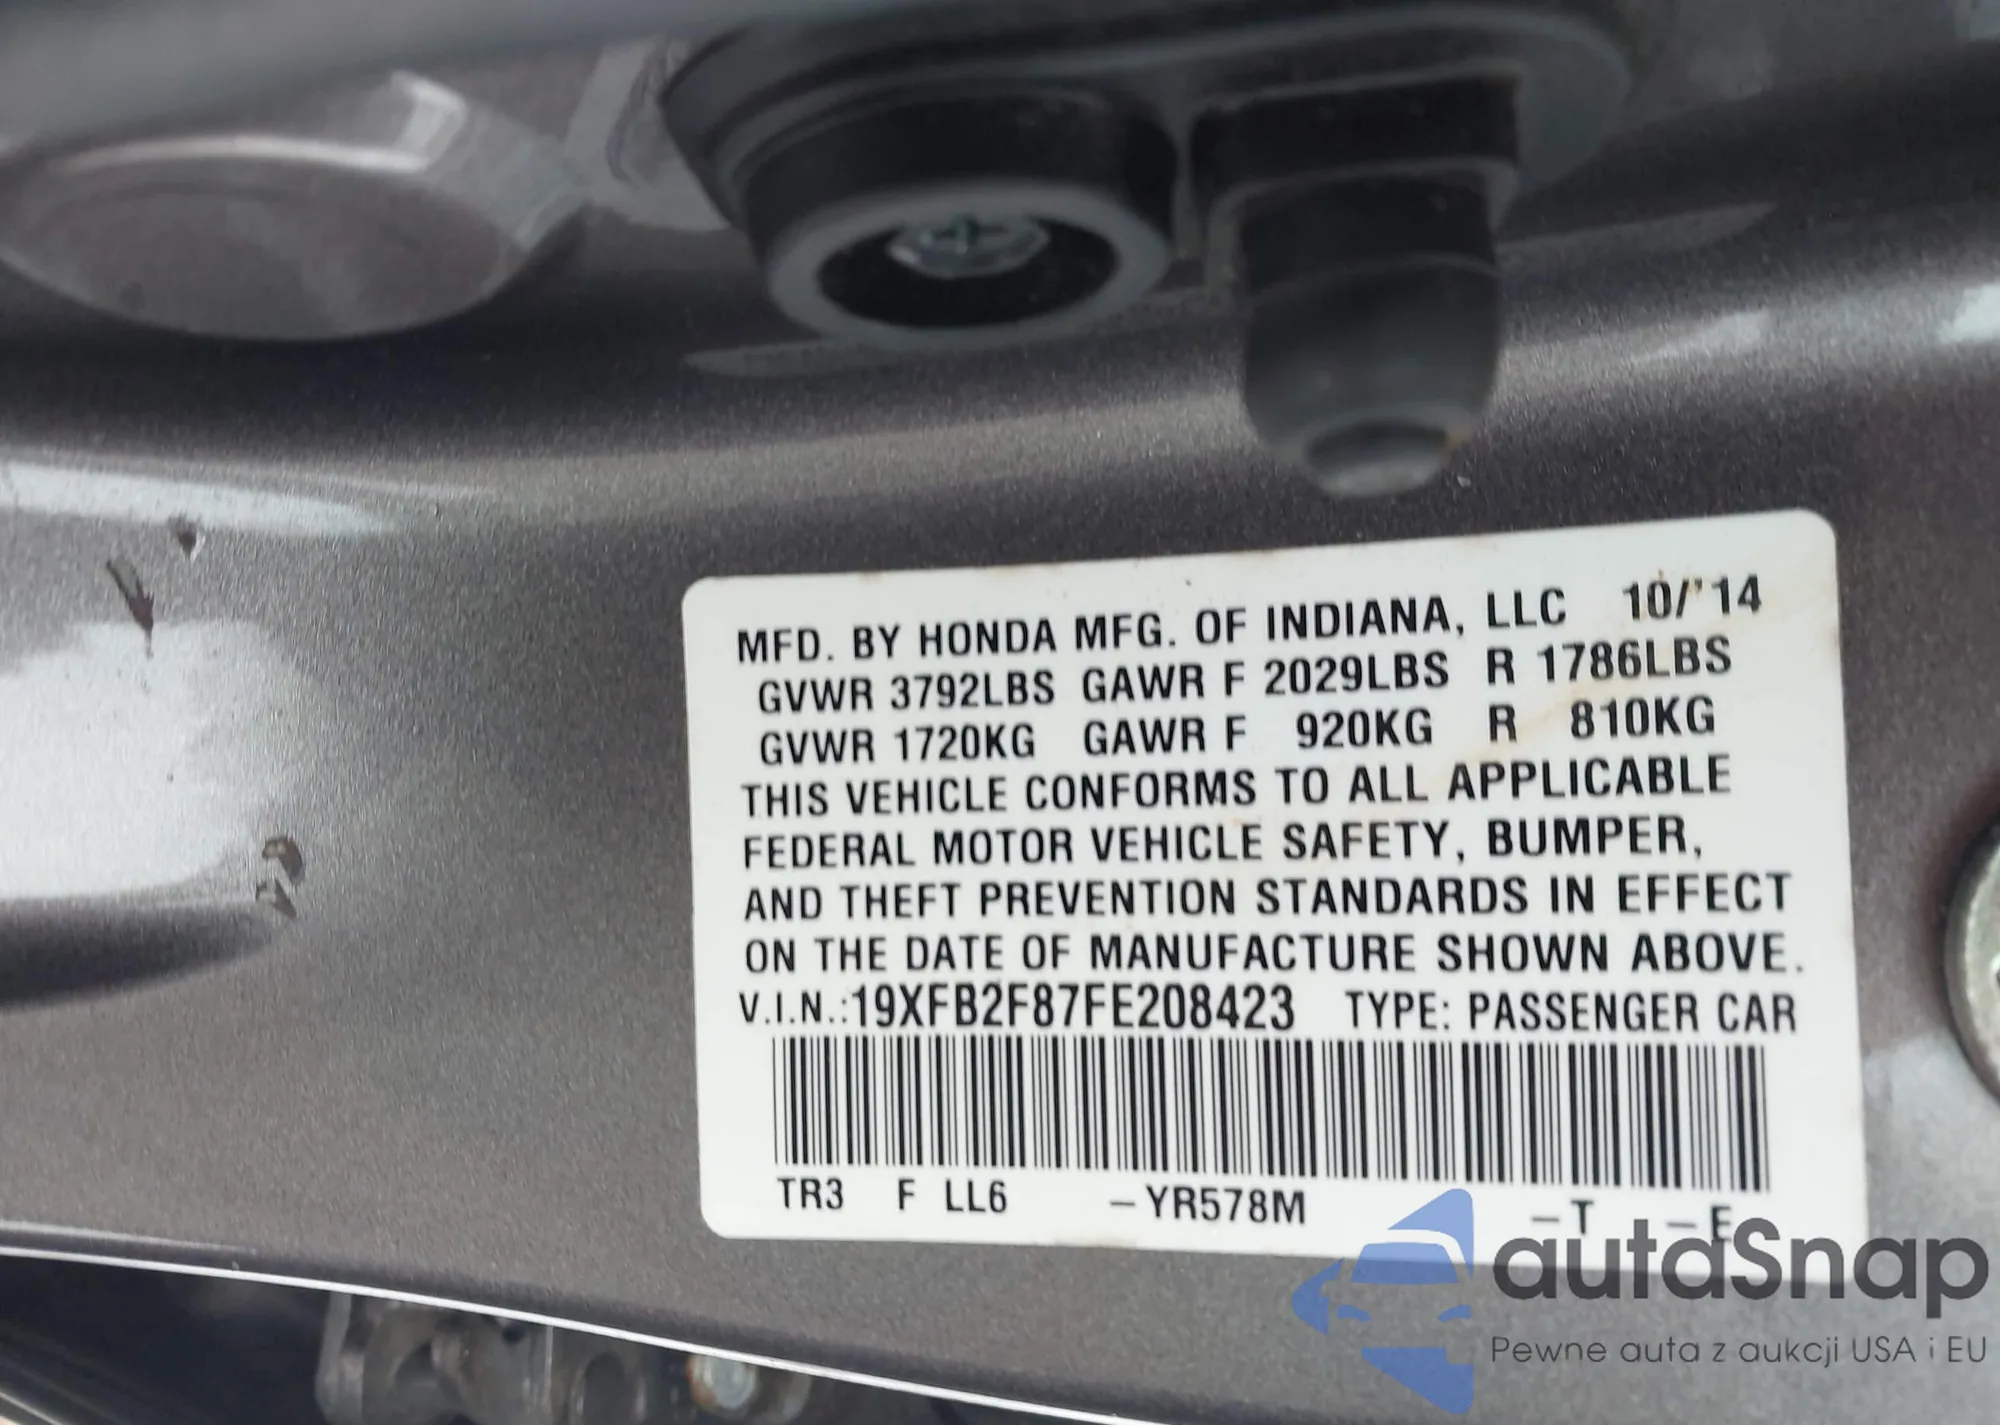 MFD. BY HONDA MFG. OF INDIANA, LLC 10/'14
GVWR 3792LBS GAWR F 2029LBS R 1786LBS
GVWR 1720KG GAWR F 920KG R 810KG
THIS VEHICLE CONFORMS TO ALL APPLICABLE
FEDERAL MOTOR VEHICLE SAFETY, BUMPER,
AND THEFT PREVENTION STANDARDS IN EFFECT
ON THE DATE OF MANUFACTURE SHOWN ABOVE.
V.I.N.:19XFB2F87FE208423 TYPE: PASSENGER CAR
TR3 F LL6 –YR578M –T –E
autaSnap
Pewne auta z aukcji USA i EU